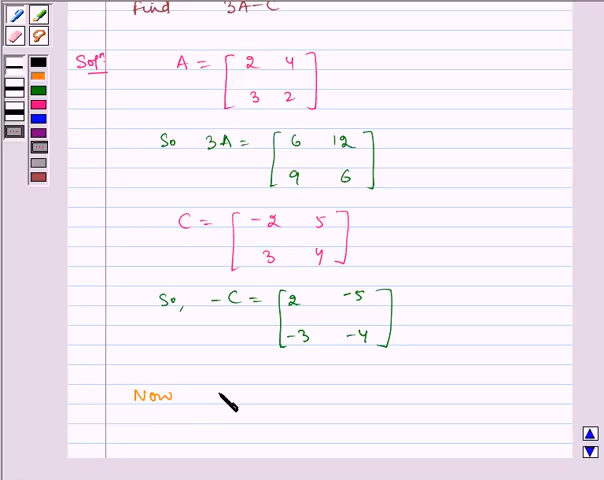 Find 3A-C
Solⁿ. A = [ 2 4
3 2 ]
So 3A = [ 6 12
9 6 ]
C = [ -2 5
3 4 ]
So, -C = [ 2 -5
-3 -4 ]
Now